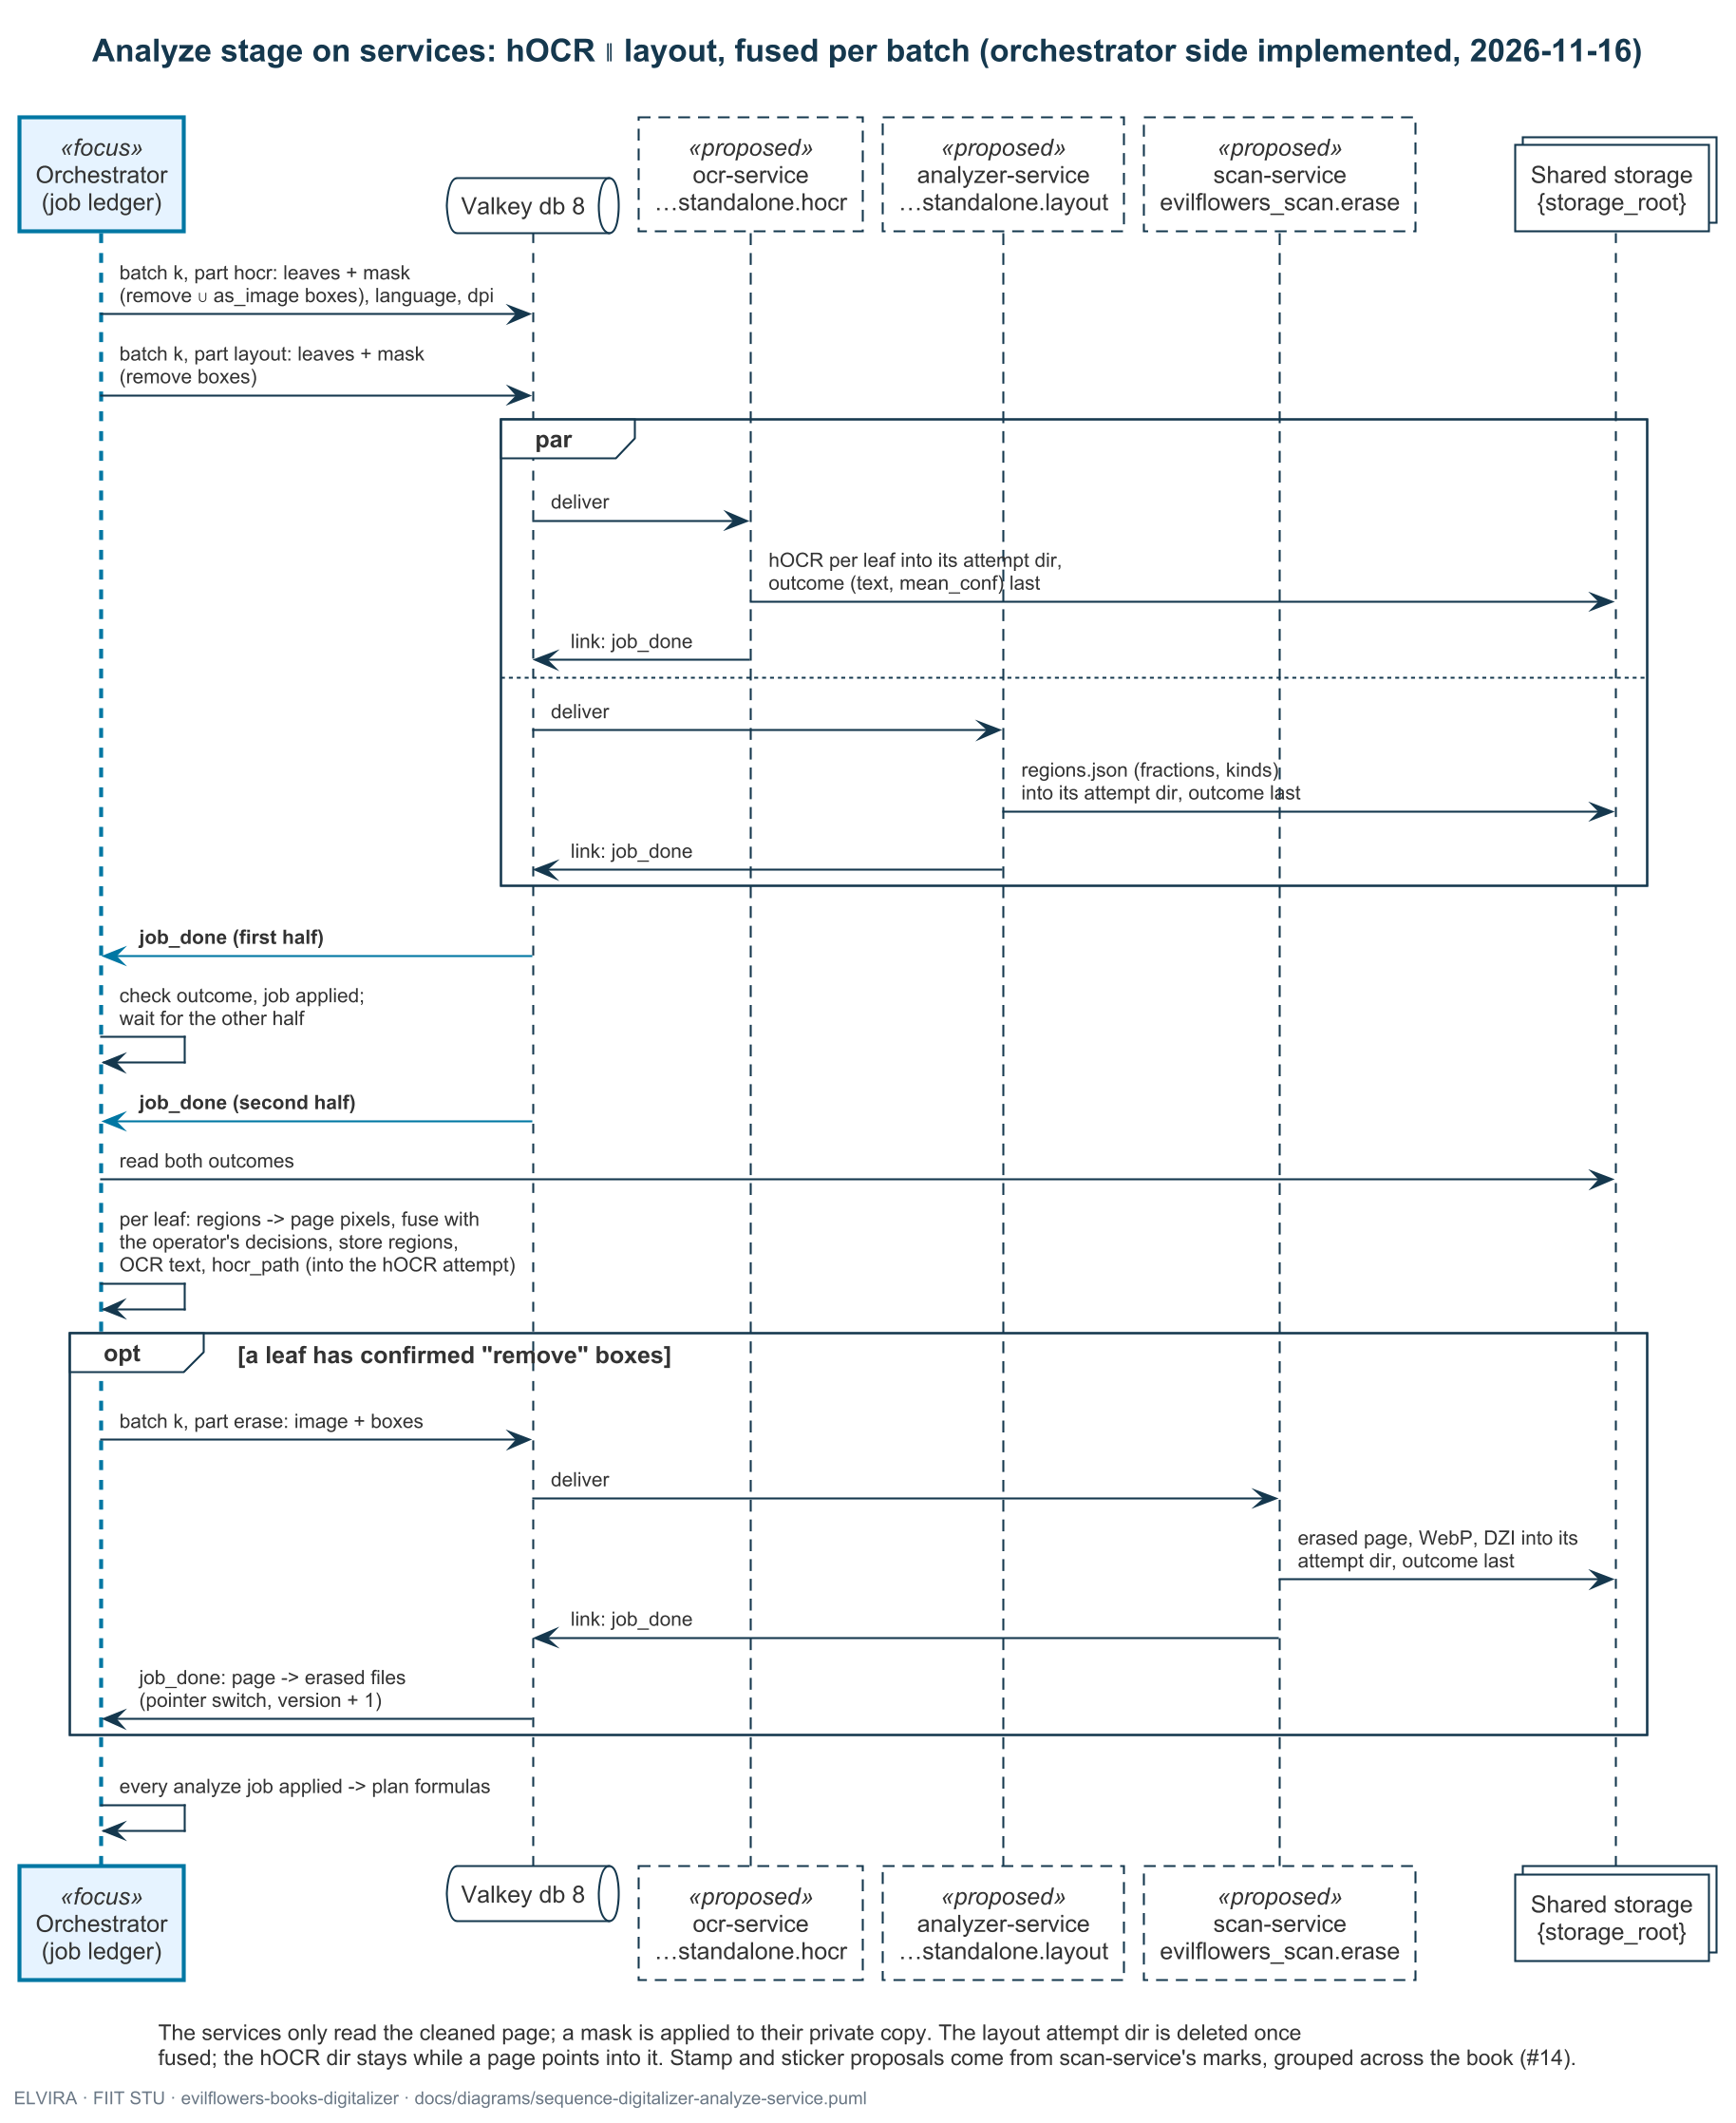 Analyze stage on services: hOCR ∥ layout, fused per batch (orchestrator side implemented, 2026-11-16)
«focus»
Orchestrator
(job ledger)
Valkey db 8
«proposed»
ocr-service
…standalone.hocr
«proposed»
analyzer-service
…standalone.layout
«proposed»
scan-service
evilflowers_scan.erase
Shared storage
{storage_root}
batch k, part hocr: leaves + mask
(remove ∪ as_image boxes), language, dpi
batch k, part layout: leaves + mask
(remove boxes)
par
deliver
hOCR per leaf into its attempt dir,
outcome (text, mean_conf) last
link: job_done
deliver
regions.json (fractions, kinds)
into its attempt dir, outcome last
link: job_done
job_done (first half)
check outcome, job applied;
wait for the other half
job_done (second half)
read both outcomes
per leaf: regions -> page pixels, fuse with
the operator's decisions, store regions,
OCR text, hocr_path (into the hOCR attempt)
opt
[a leaf has confirmed "remove" boxes]
batch k, part erase: image + boxes
deliver
erased page, WebP, DZI into its
attempt dir, outcome last
link: job_done
job_done: page -> erased files
(pointer switch, version + 1)
every analyze job applied -> plan formulas
«focus»
Orchestrator
(job ledger)
Valkey db 8
«proposed»
ocr-service
…standalone.hocr
«proposed»
analyzer-service
…standalone.layout
«proposed»
scan-service
evilflowers_scan.erase
Shared storage
{storage_root}
The services only read the cleaned page; a mask is applied to their private copy. The layout attempt dir is deleted once
fused; the hOCR dir stays while a page points into it. Stamp and sticker proposals come from scan-service's marks, grouped across the book (#14).
ELVIRA · FIIT STU · evilflowers-books-digitalizer · docs/diagrams/sequence-digitalizer-analyze-service.puml